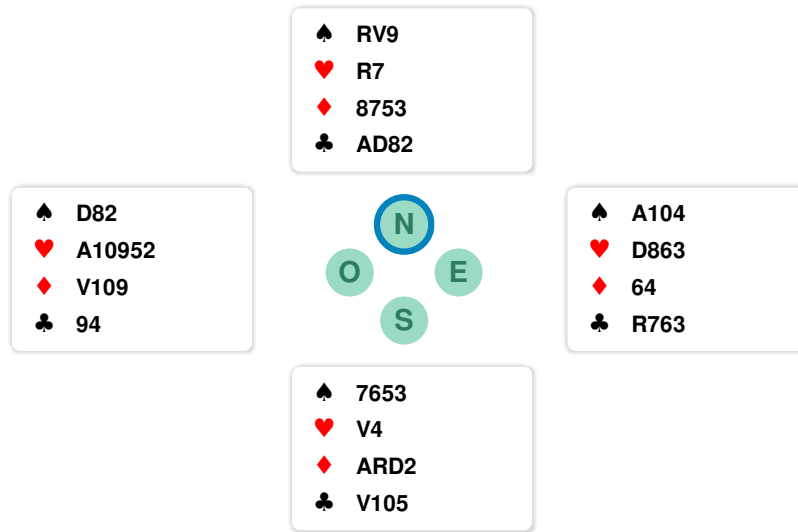 ♠ RV9
♥ R7
♦ 8753
♣ AD82
♠ D82
♥ A10952
♦ V109
♣ 94
N
O E
S
♠ A104
♥ D863
♦ 64
♣ R763
♠ 7653
♥ V4
♦ ARD2
♣ V105